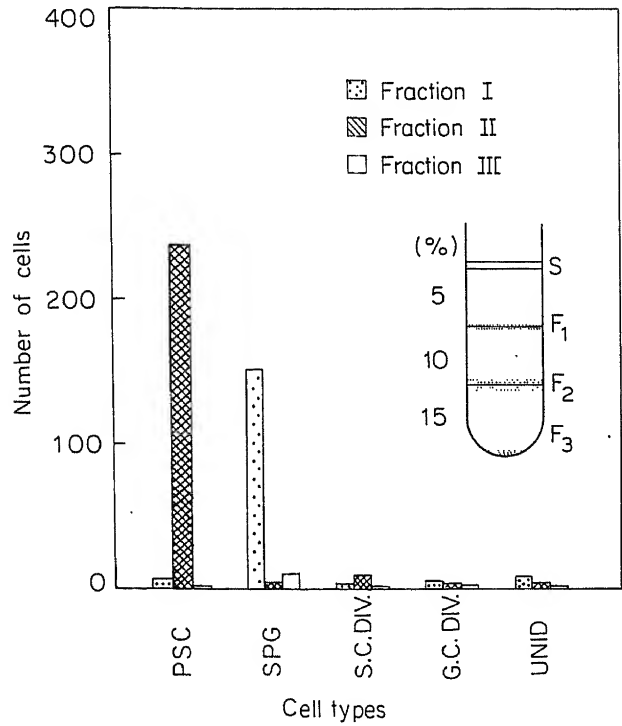 400
300
200
100
0
Number of cells
Fraction I
Fraction II
Fraction III
(%)
5
10
15
S
F1
F2
F3
PSC
SPG
S.C. DIV.
G.C. DIV.
UNID
Cell types